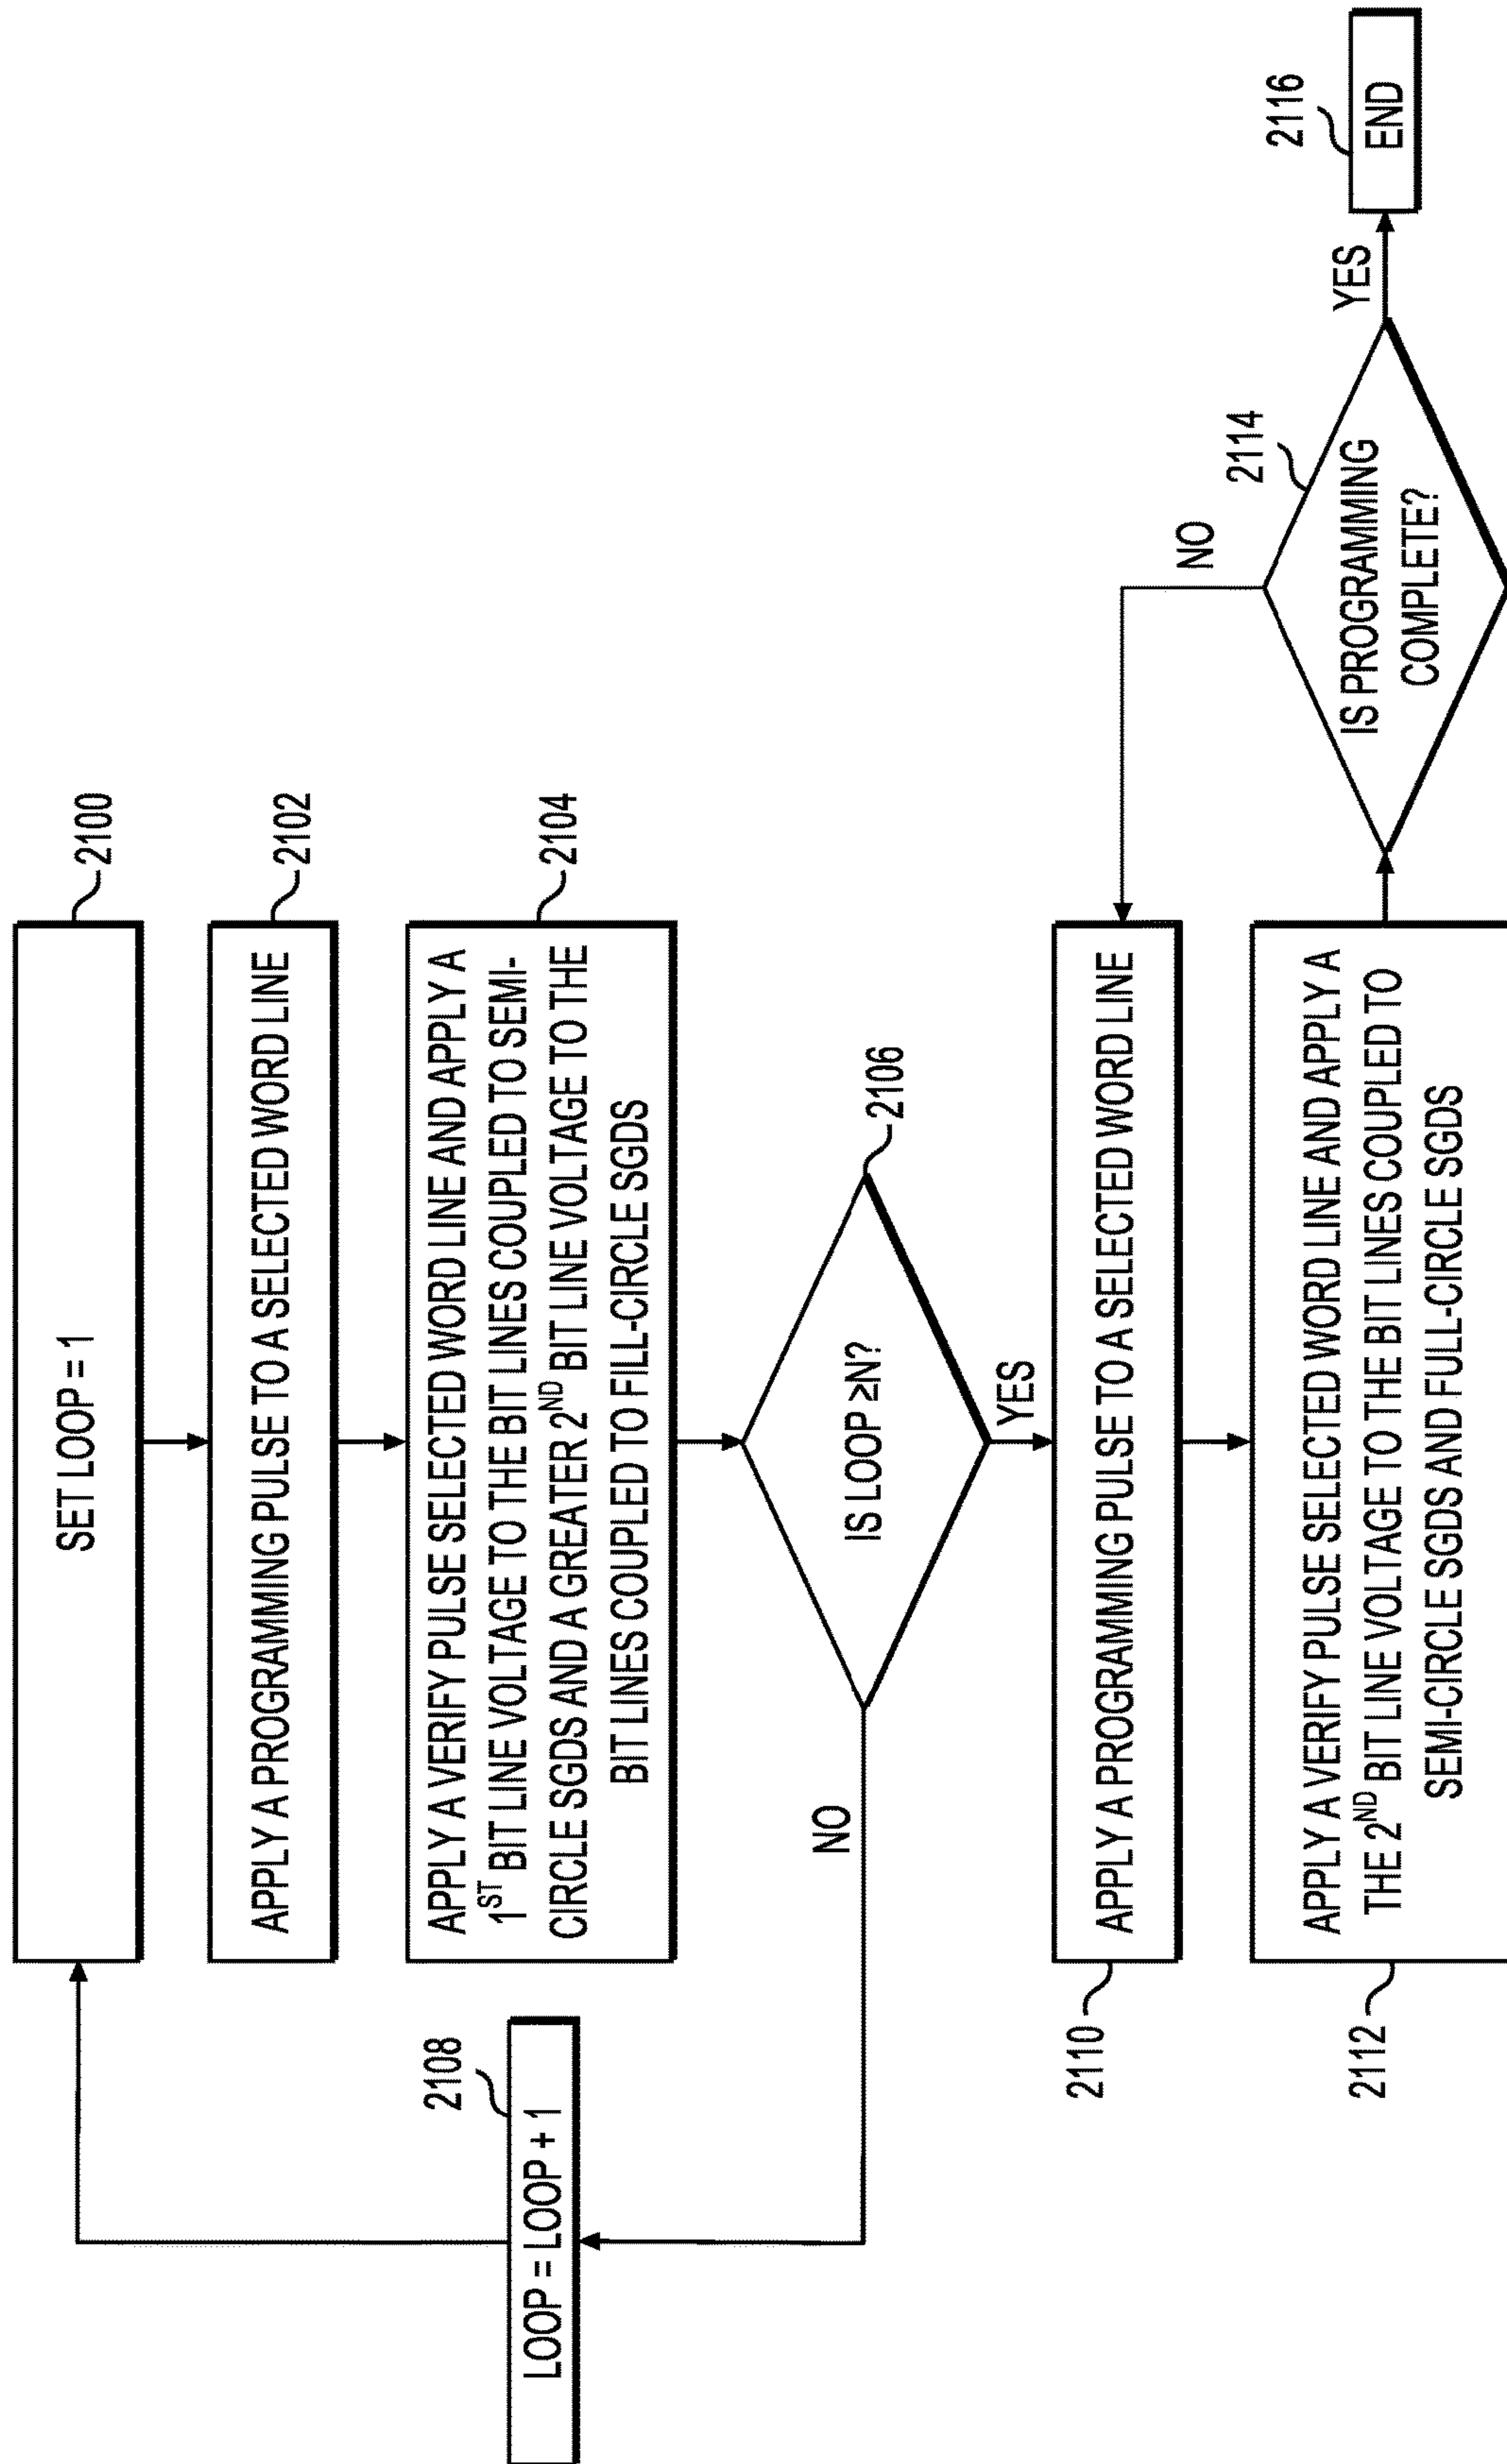 SET LOOP = 1
2100
APPLY A PROGRAMMING PULSE TO A SELECTED WORD LINE
2102
APPLY A VERIFY PULSE SELECTED WORD LINE AND APPLY A
1ST BIT LINE VOLTAGE TO THE BIT LINES COUPLED TO SEMI-
CIRCLE SGDS AND A GREATER 2ND BIT LINE VOLTAGE TO THE
BIT LINES COUPLED TO FILL-CIRCLE SGDS
2104
IS LOOP ≥N?
2106
NO
YES
2108
LOOP = LOOP + 1
2110
APPLY A PROGRAMMING PULSE TO A SELECTED WORD LINE
2112
APPLY A VERIFY PULSE SELECTED WORD LINE AND APPLY A
THE 2ND BIT LINE VOLTAGE TO THE BIT LINES COUPLED TO
SEMI-CIRCLE SGDS AND FULL-CIRCLE SGDS
NO
2114
IS PROGRAMMING
COMPLETE?
YES
2116
END